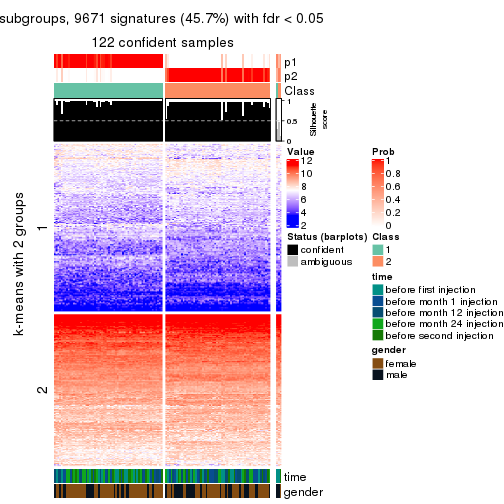 subgroups, 9671 signatures (45.7%) with fdr < 0.05
122 confident samples
p1
p2
Class
1
0.5
0
Silhouette
score
k-means with 2 groups
1
2
time
gender
Value
12
10
8
6
4
2
Status (barplots)
confident
ambiguous
Prob
1
0.8
0.6
0.4
0.2
0
Class
1
2
time
before first injection
before month 1 injection
before month 12 injection
before month 24 injection
before second injection
gender
female
male